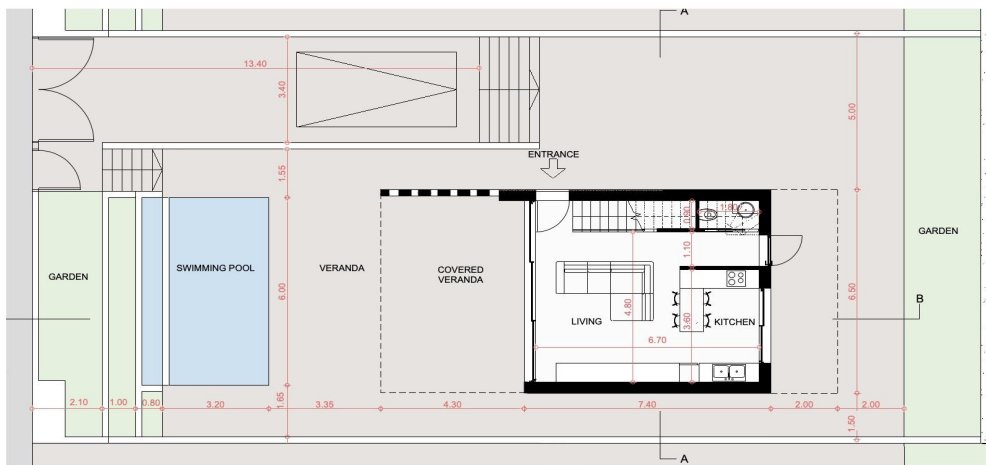 A
13.40
3.40
5.00
ENTRANCE
1.55
1.80
0.90
GARDEN
1.10
GARDEN
SWIMMING POOL
VERANDA
COVERED
VERANDA
6.00
4.80
3.60
6.50
B
LIVING
KITCHEN
6.70
2.10
1.00
0.80
3.20
1.65
3.35
4.30
7.40
2.00
2.00
1.50
A